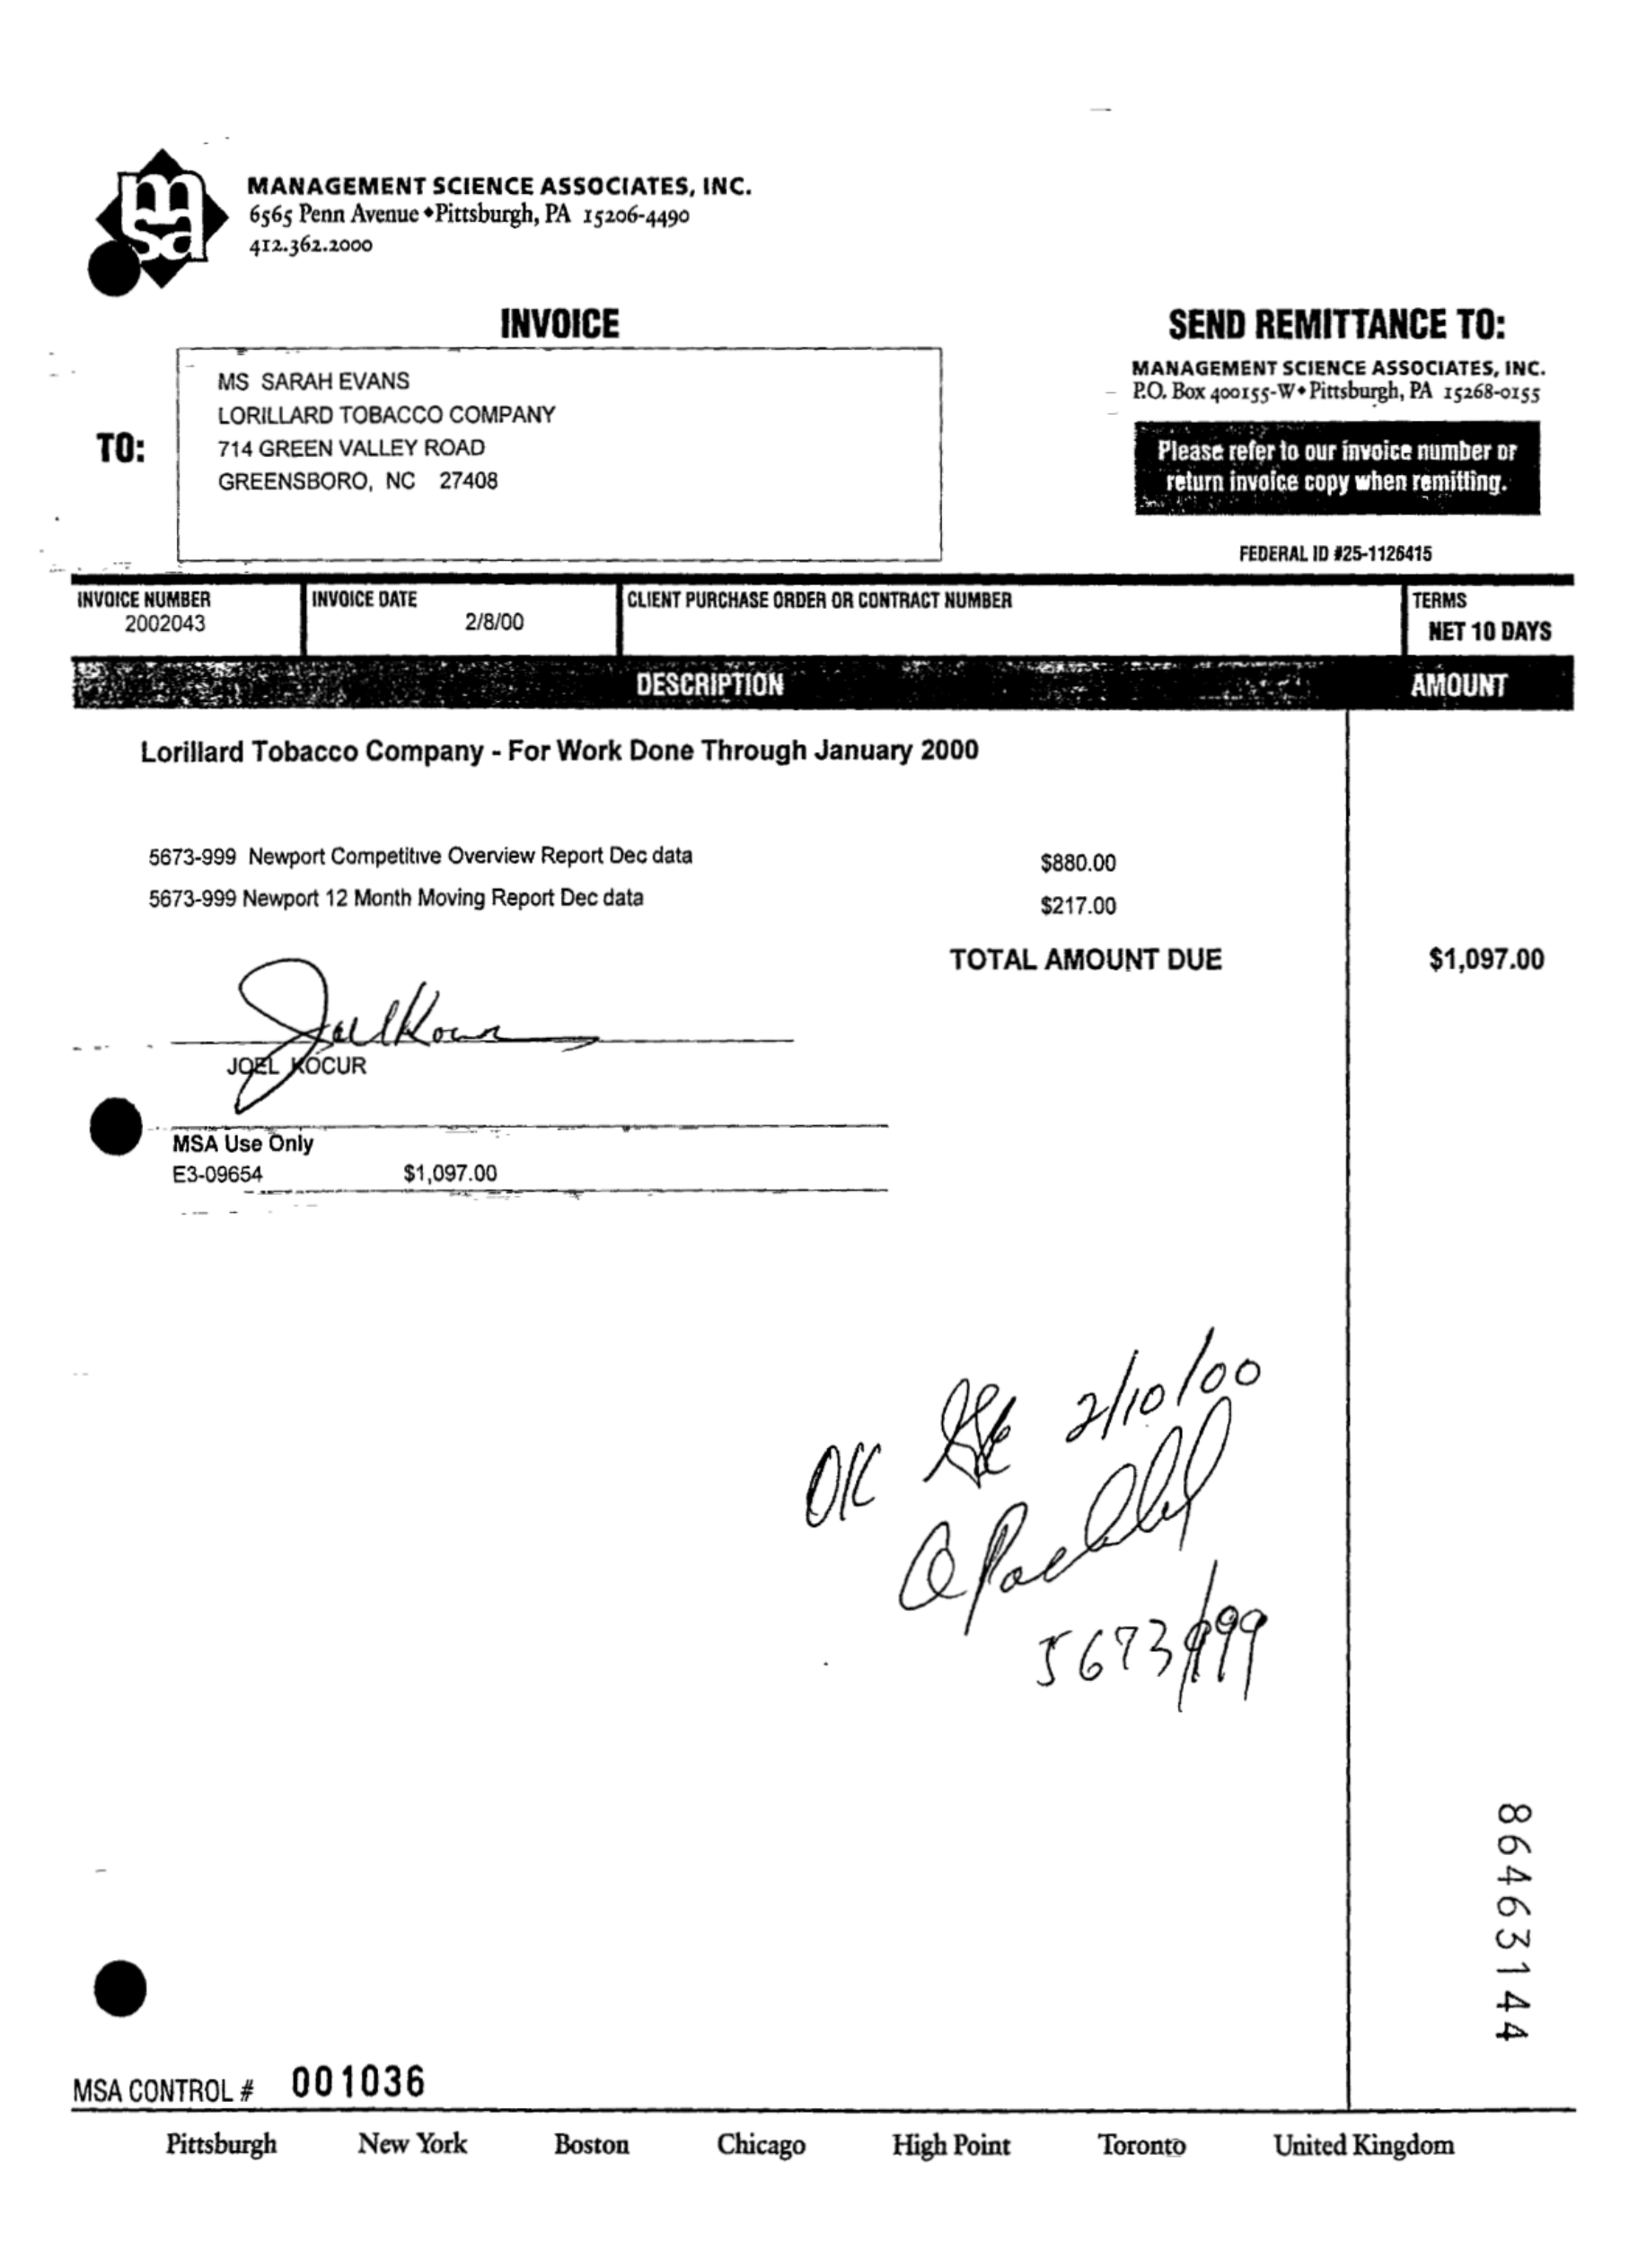 msa
MANAGEMENT SCIENCE ASSOCIATES, INC.
6565 Penn Avenue ◆ Pittsburgh, PA 15206-4490
412.362.2000
INVOICE
SEND REMITTANCE TO:
MANAGEMENT SCIENCE ASSOCIATES, INC.
P.O. Box 400155-W ◆ Pittsburgh, PA 15268-0155
TO:
MS SARAH EVANS
LORILLARD TOBACCO COMPANY
714 GREEN VALLEY ROAD
GREENSBORO, NC 27408
Please refer to our invoice number or
return invoice copy when remitting.
FEDERAL ID #25-1126415
INVOICE NUMBER INVOICE DATE CLIENT PURCHASE ORDER OR CONTRACT NUMBER TERMS
2002043 2/8/00 NET 10 DAYS
DESCRIPTION AMOUNT
Lorillard Tobacco Company - For Work Done Through January 2000
5673-999 Newport Competitive Overview Report Dec data $880.00
5673-999 Newport 12 Month Moving Report Dec data $217.00
TOTAL AMOUNT DUE $1,097.00
Joel Kocur
JOEL KOCUR
MSA Use Only
E3-09654 $1,097.00
OK 2/10/00
5673/999
86463144
MSA CONTROL # 001036
Pittsburgh New York Boston Chicago High Point Toronto United Kingdom